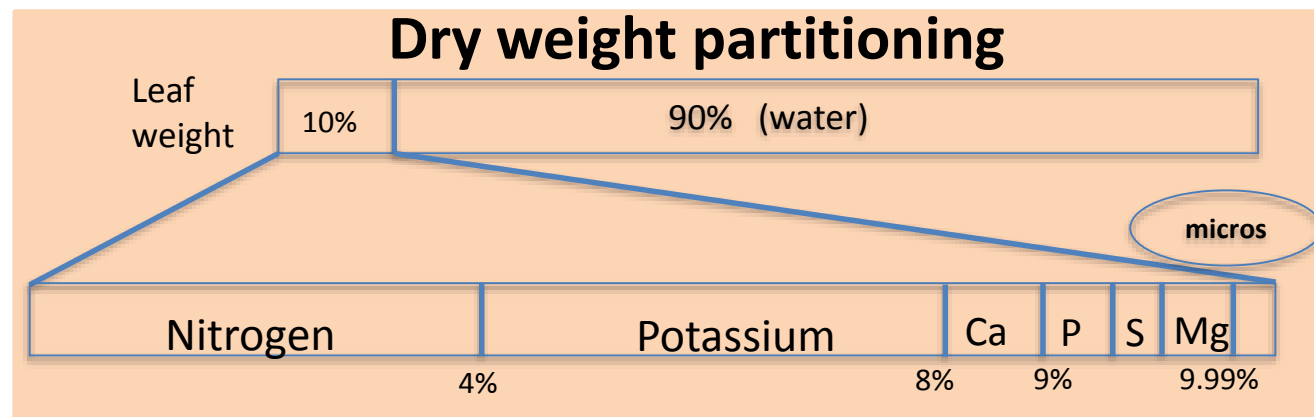 Dry weight partitioning
Leaf
weight
10%
90% (water)
micros
Nitrogen
Potassium
Ca
P
S
Mg
4%
8%
9%
9.99%